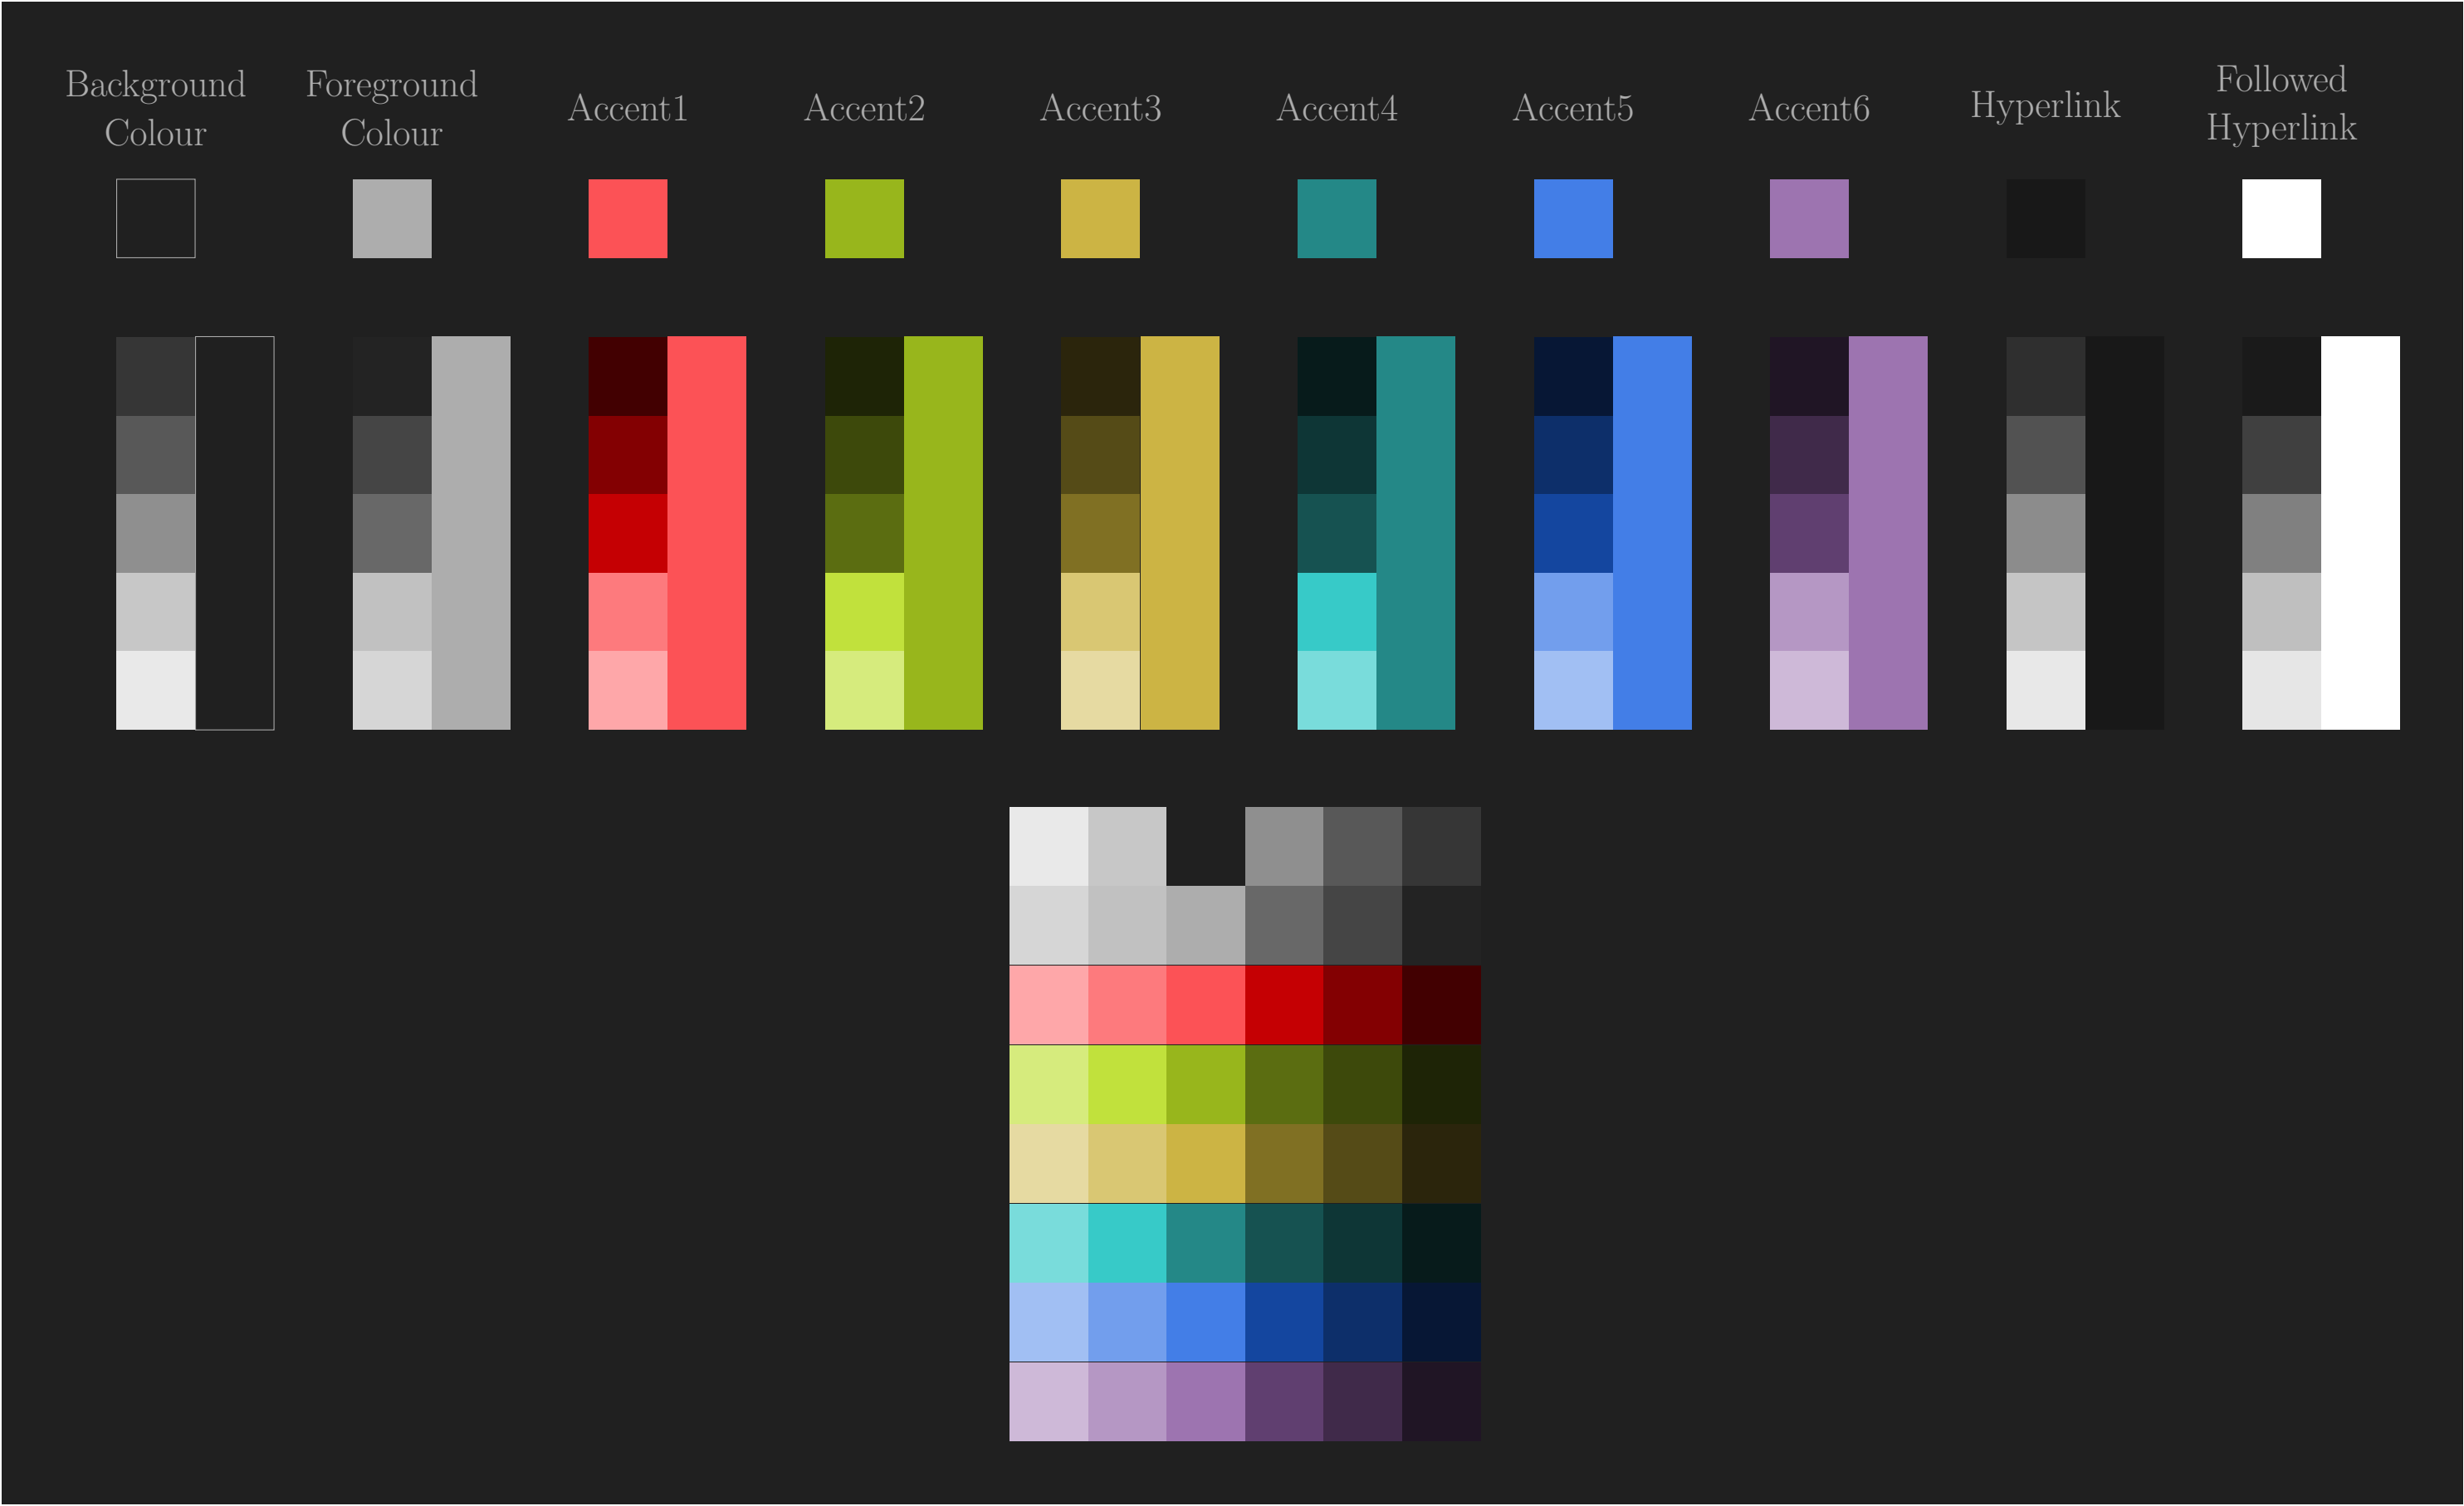 Background
Colour
Foreground
Colour
Accent1
Accent2
Accent3
Accent4
Accent5
Accent6
Hyperlink
Followed
Hyperlink